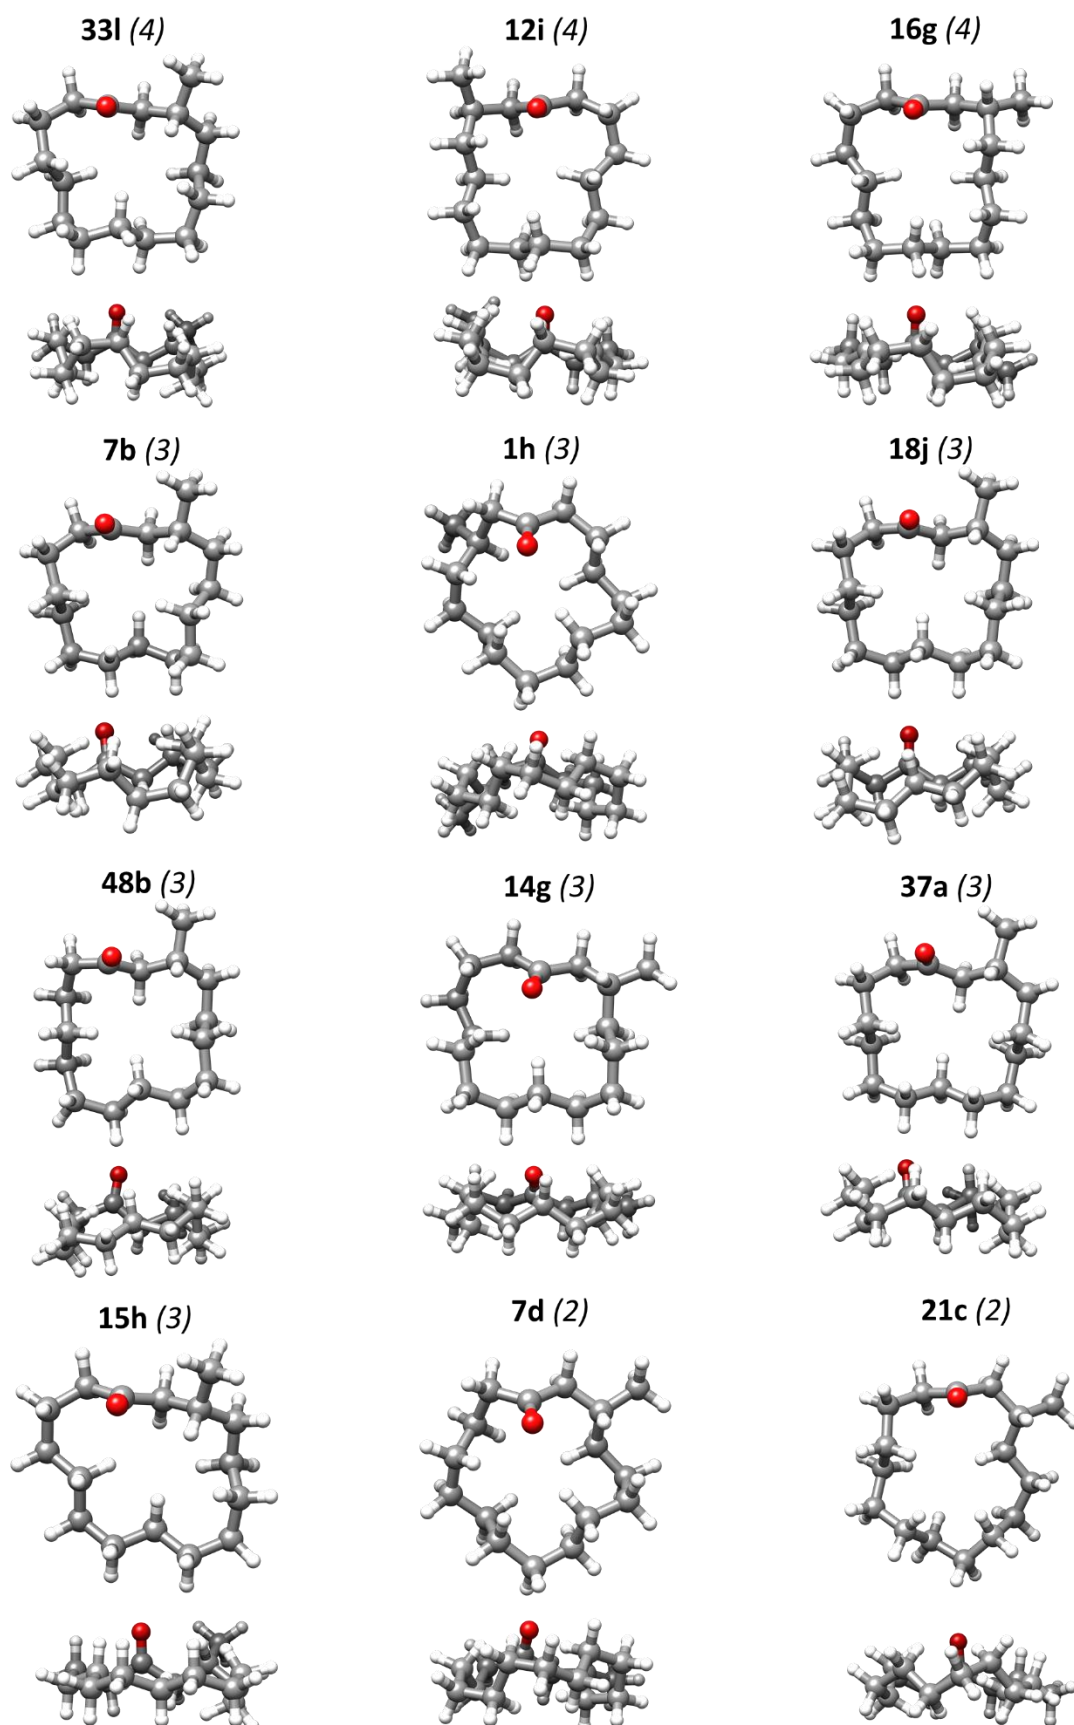 33l (4)
12i (4)
16g (4)
7b (3)
1h (3)
18j (3)
48b (3)
14g (3)
37a (3)
15h (3)
7d (2)
21c (2)